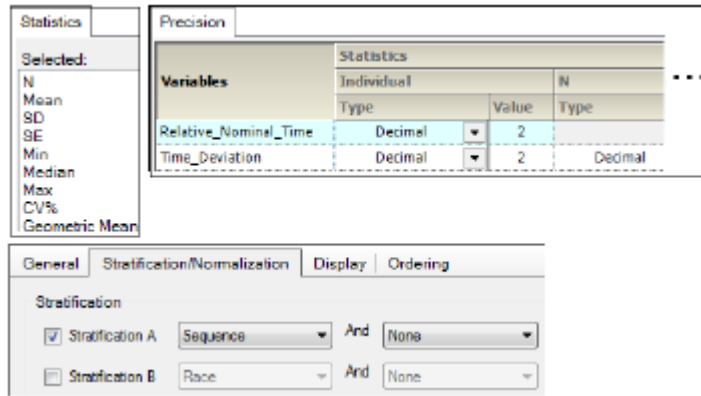 Statistics
Selected:
N
Mean
SD
SE
Min
Median
Max
CV%
Geometric Mean
Precision
Variables
Statistics
Individual N
Type Value Type
Relative_Nominal_Time Decimal 2
Time_Deviation Decimal 2 Decimal
...
General Stratification/Normalization Display Ordering
Stratification
Stratification A Sequence And None
Stratification B Race And None